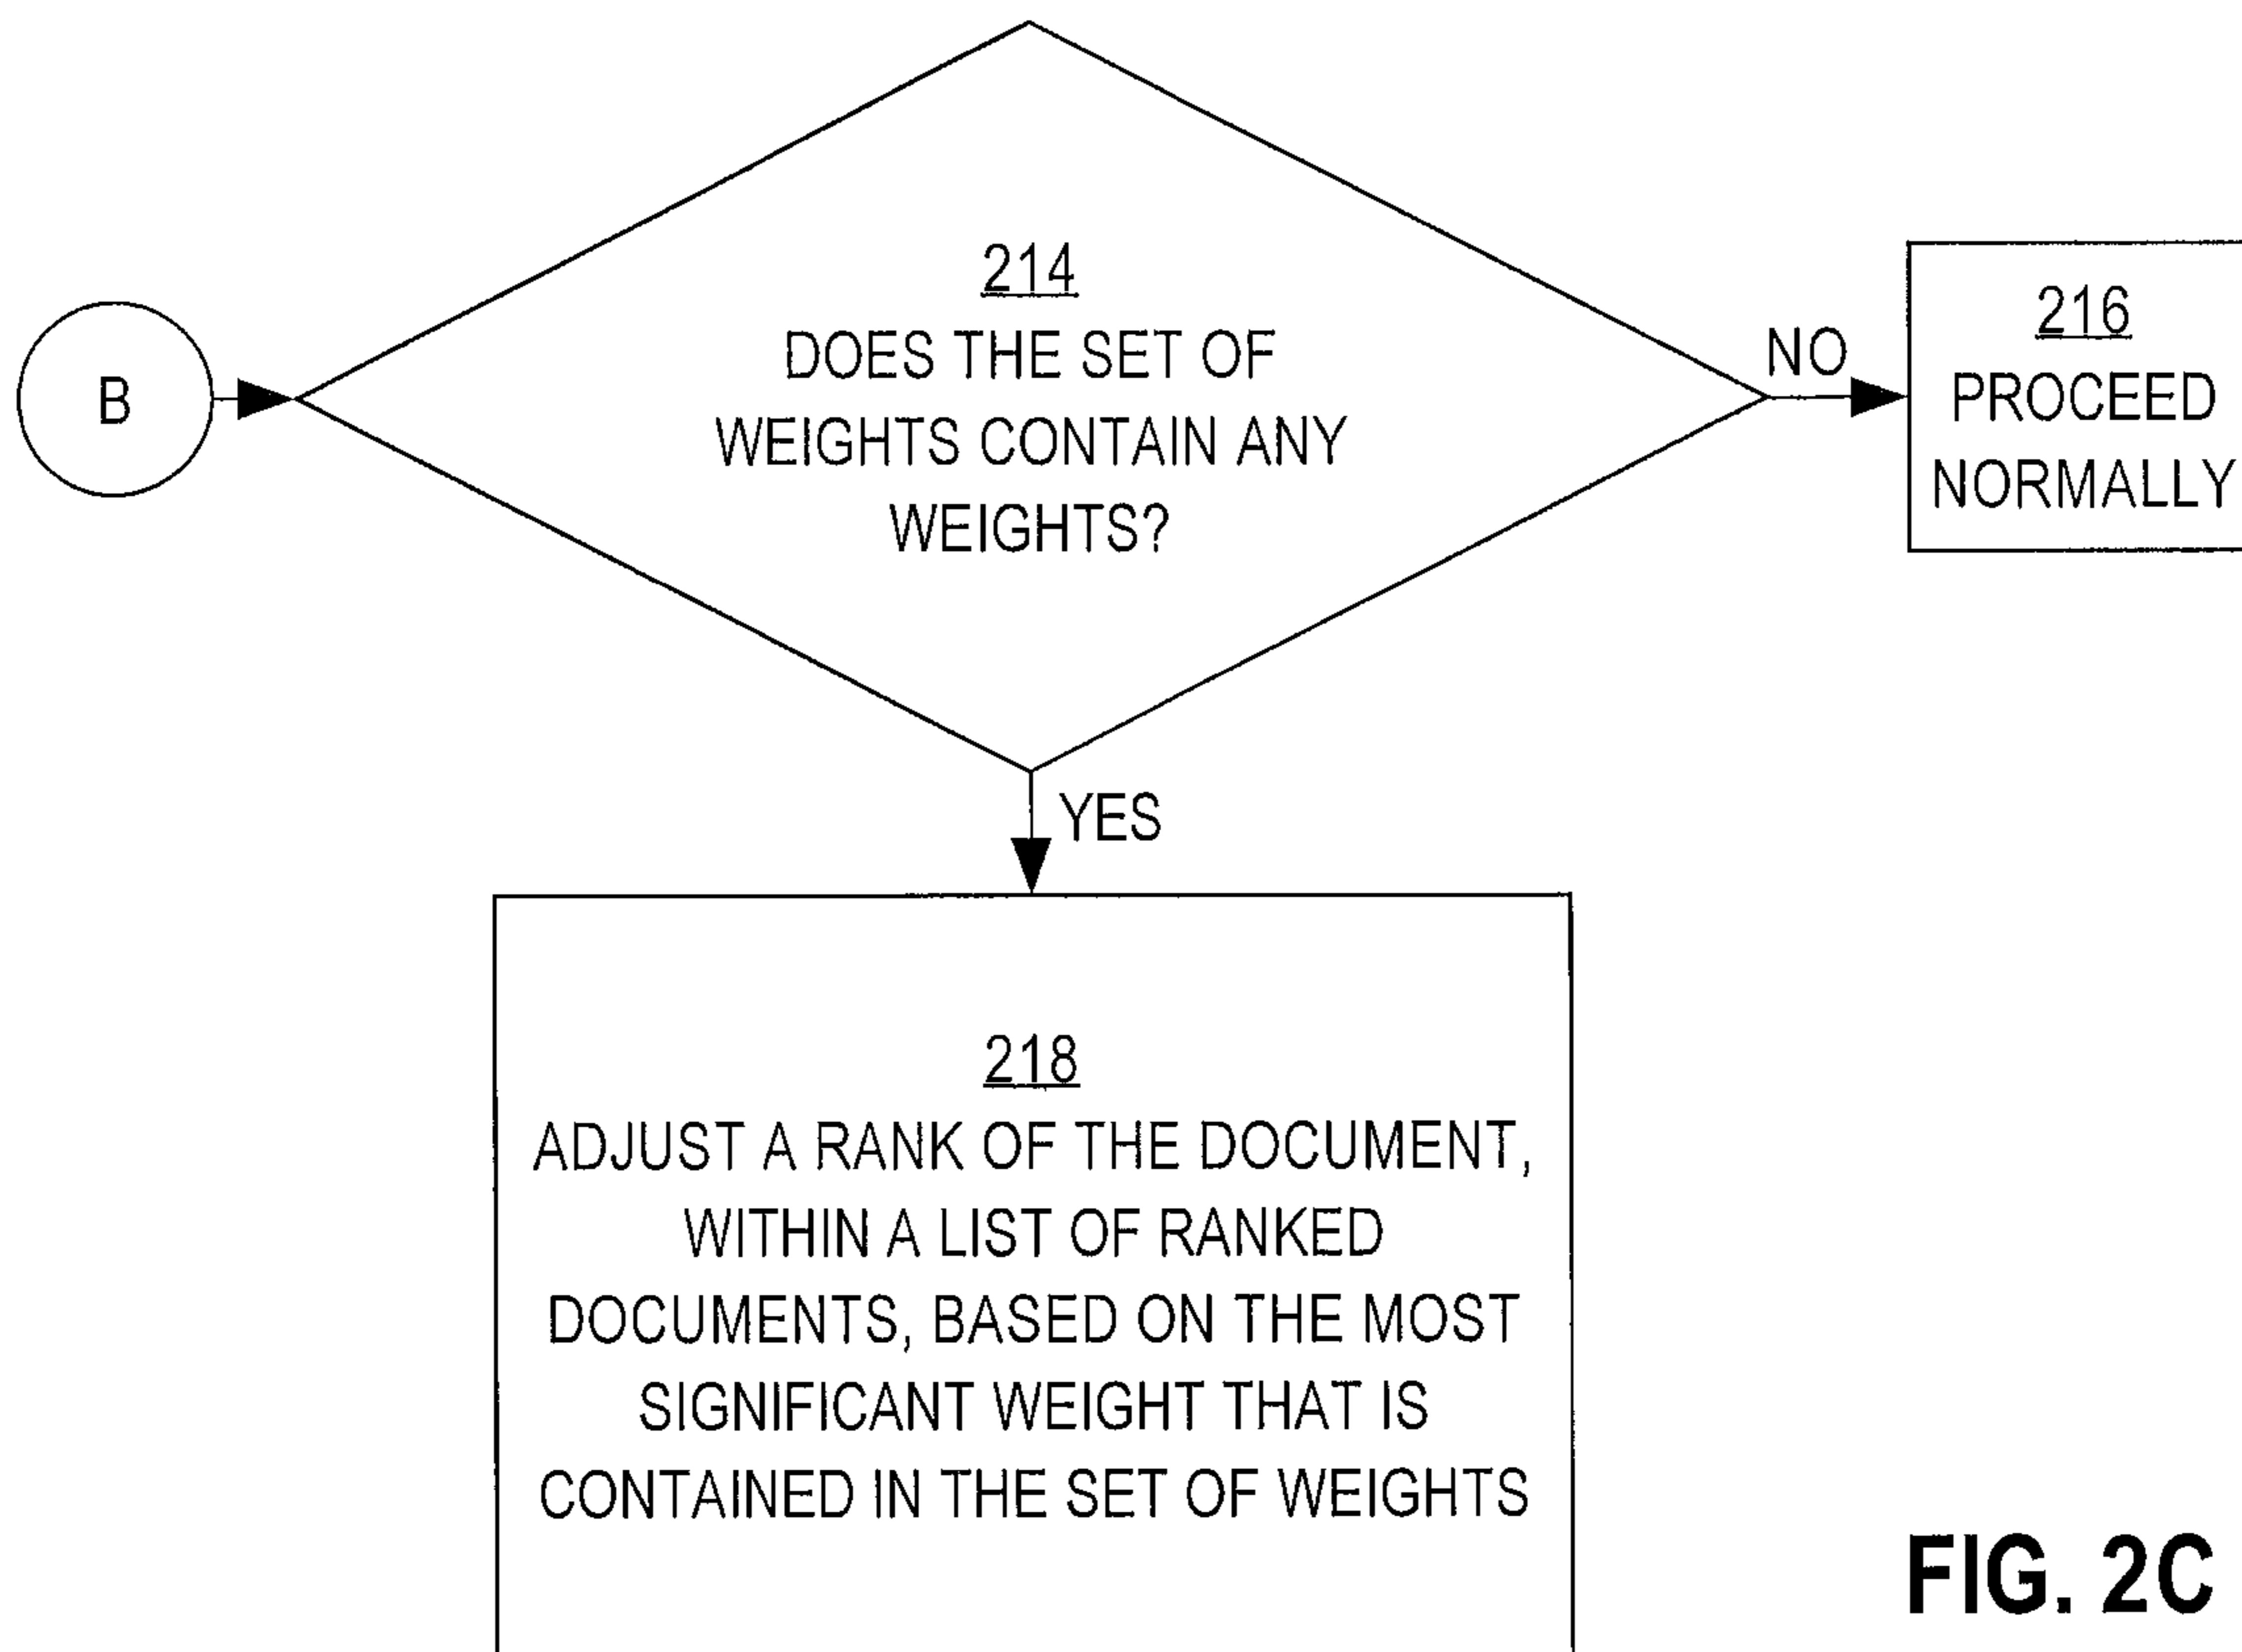 B
214
DOES THE SET OF
WEIGHTS CONTAIN ANY
WEIGHTS?
NO
216
PROCEED
NORMALLY
YES
218
ADJUST A RANK OF THE DOCUMENT,
WITHIN A LIST OF RANKED
DOCUMENTS, BASED ON THE MOST
SIGNIFICANT WEIGHT THAT IS
CONTAINED IN THE SET OF WEIGHTS
FIG. 2C